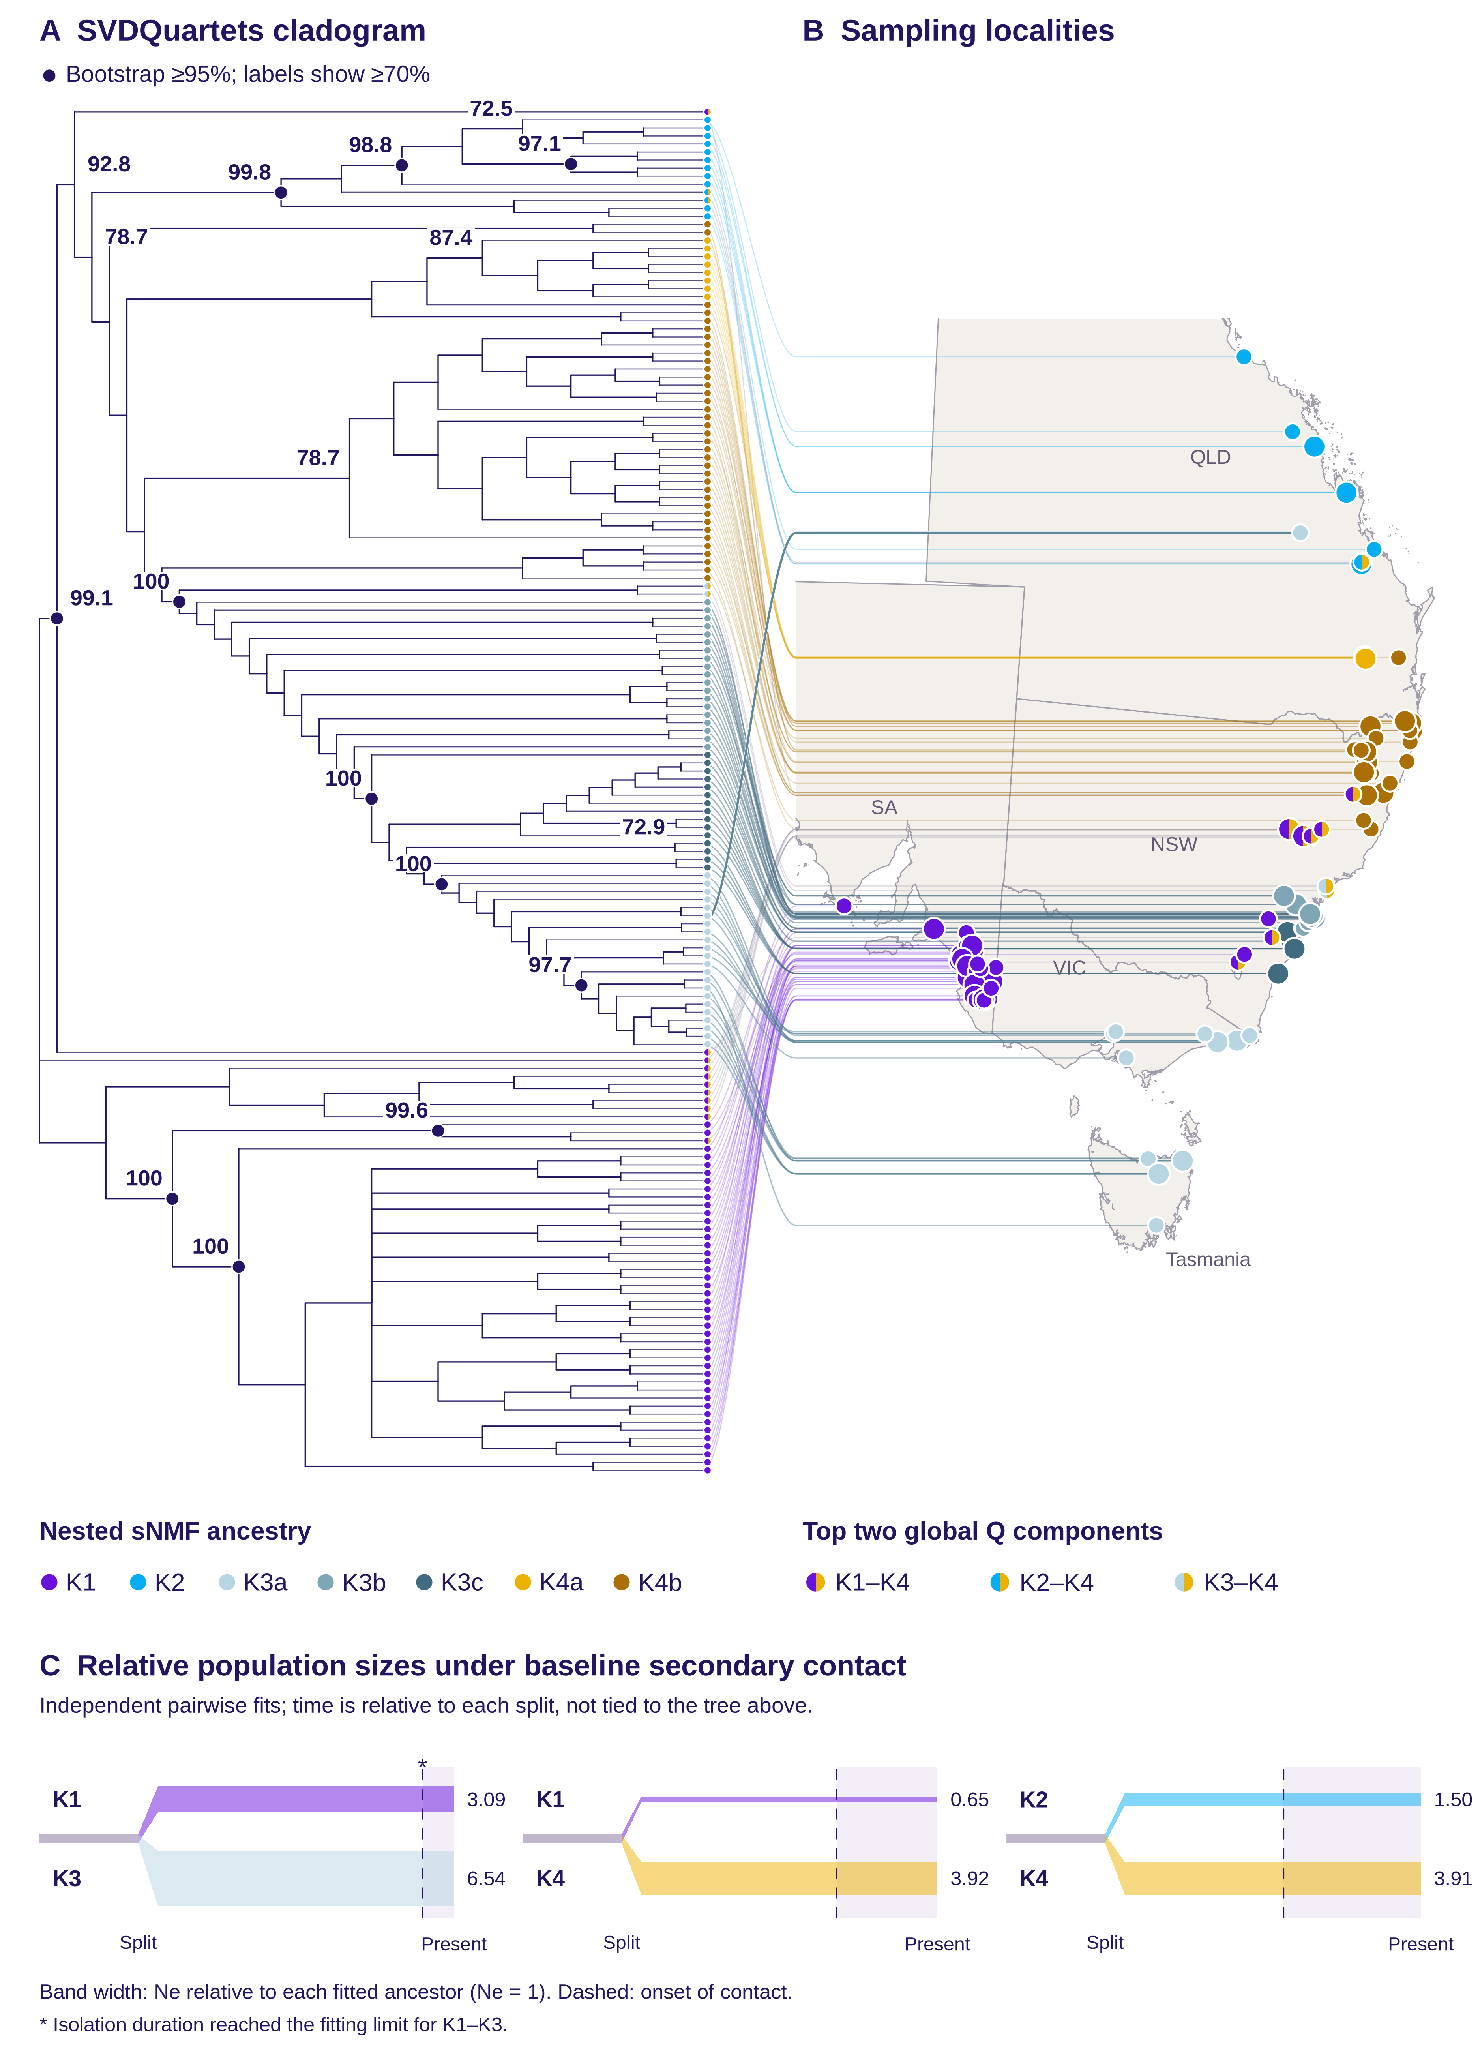 A SVDQuartets cladogram
B Sampling localities
Bootstrap ≥95%; labels show ≥70%
72.5
98.8
97.1
92.8
99.8
78.7
87.4
QLD
78.7
100
99.1
100
SA
72.9
NSW
100
97.7
VIC
99.6
100
100
Tasmania
Nested sNMF ancestry
K1 K2 K3a K3b K3c K4a K4b
Top two global Q components
K1–K4 K2–K4 K3–K4
C Relative population sizes under baseline secondary contact
Independent pairwise fits; time is relative to each split, not tied to the tree above.
*
K1 3.09
K3 6.54
Split Present
K1 0.65
K4 3.92
Split Present
K2 1.50
K4 3.91
Split Present
Band width: Ne relative to each fitted ancestor (Ne = 1). Dashed: onset of contact.
* Isolation duration reached the fitting limit for K1–K3.